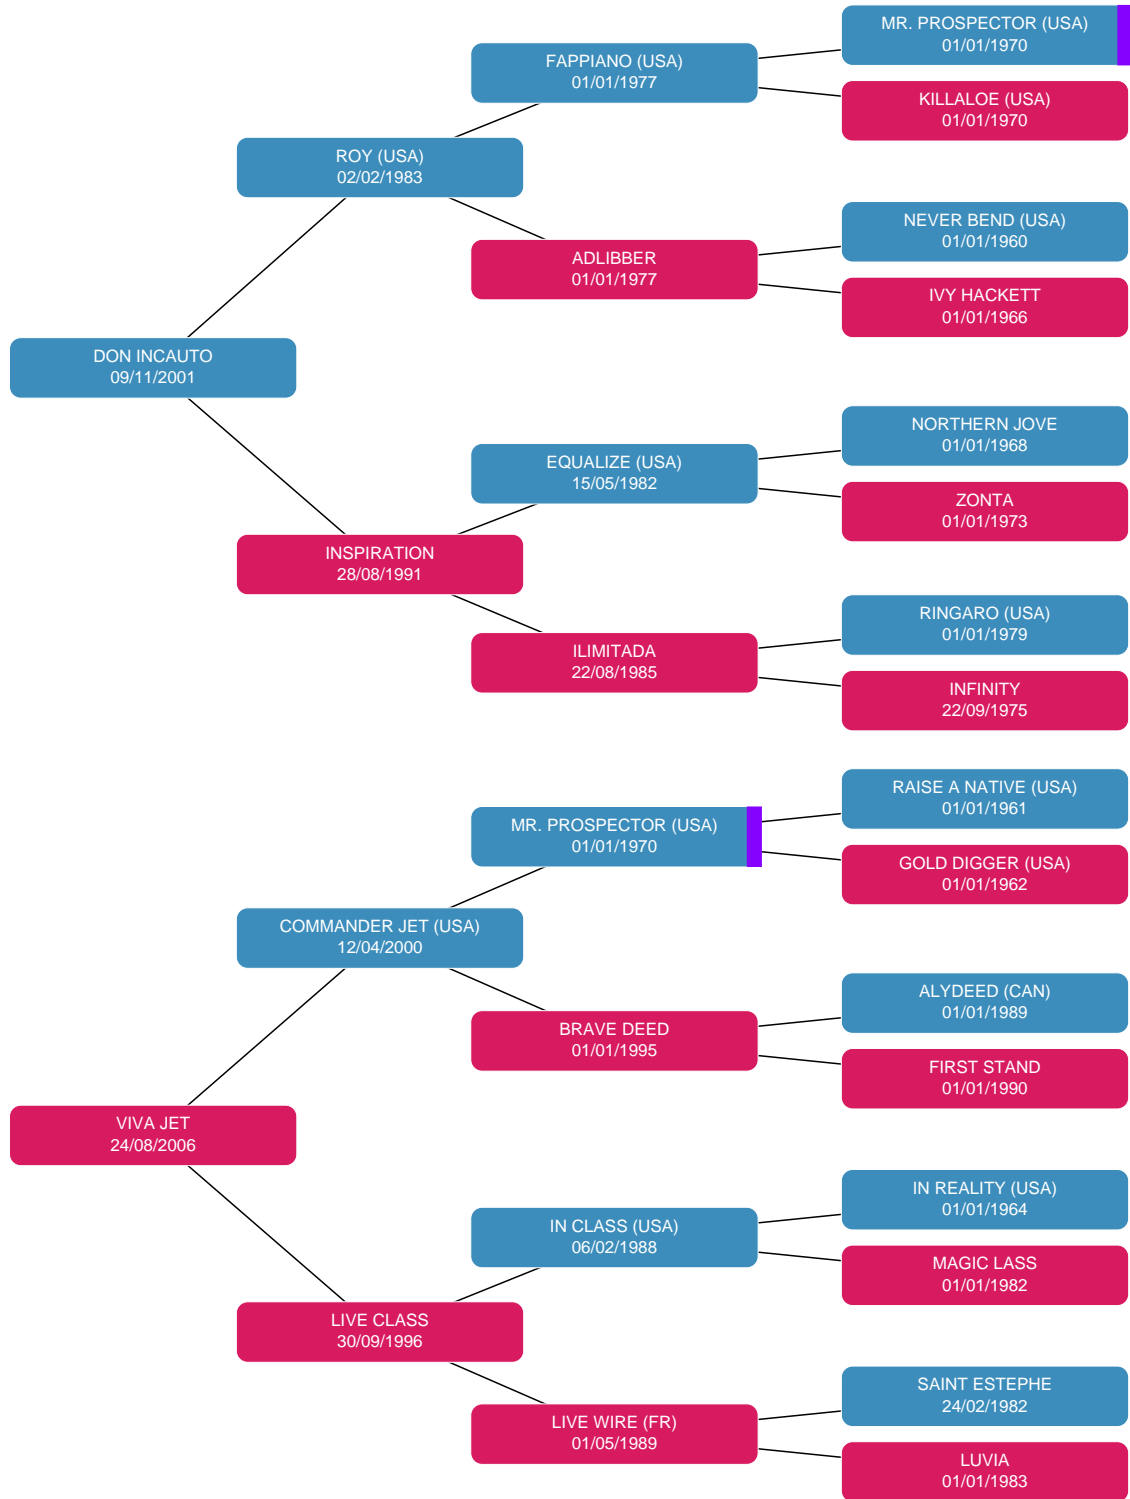 MR. PROSPECTOR (USA)
01/01/1970
FAPPIANO (USA)
01/01/1977
KILLALOE (USA)
01/01/1970
ROY (USA)
02/02/1983
NEVER BEND (USA)
01/01/1960
ADLIBBER
01/01/1977
IVY HACKETT
01/01/1966
DON INCAUTO
09/11/2001
NORTHERN JOVE
01/01/1968
EQUALIZE (USA)
15/05/1982
ZONTA
01/01/1973
INSPIRATION
28/08/1991
RINGARO (USA)
01/01/1979
ILIMITADA
22/08/1985
INFINITY
22/09/1975
RAISE A NATIVE (USA)
01/01/1961
MR. PROSPECTOR (USA)
01/01/1970
GOLD DIGGER (USA)
01/01/1962
COMMANDER JET (USA)
12/04/2000
ALYDEED (CAN)
01/01/1989
BRAVE DEED
01/01/1995
FIRST STAND
01/01/1990
VIVA JET
24/08/2006
IN REALITY (USA)
01/01/1964
IN CLASS (USA)
06/02/1988
MAGIC LASS
01/01/1982
LIVE CLASS
30/09/1996
SAINT ESTEPHE
24/02/1982
LIVE WIRE (FR)
01/05/1989
LUVIA
01/01/1983